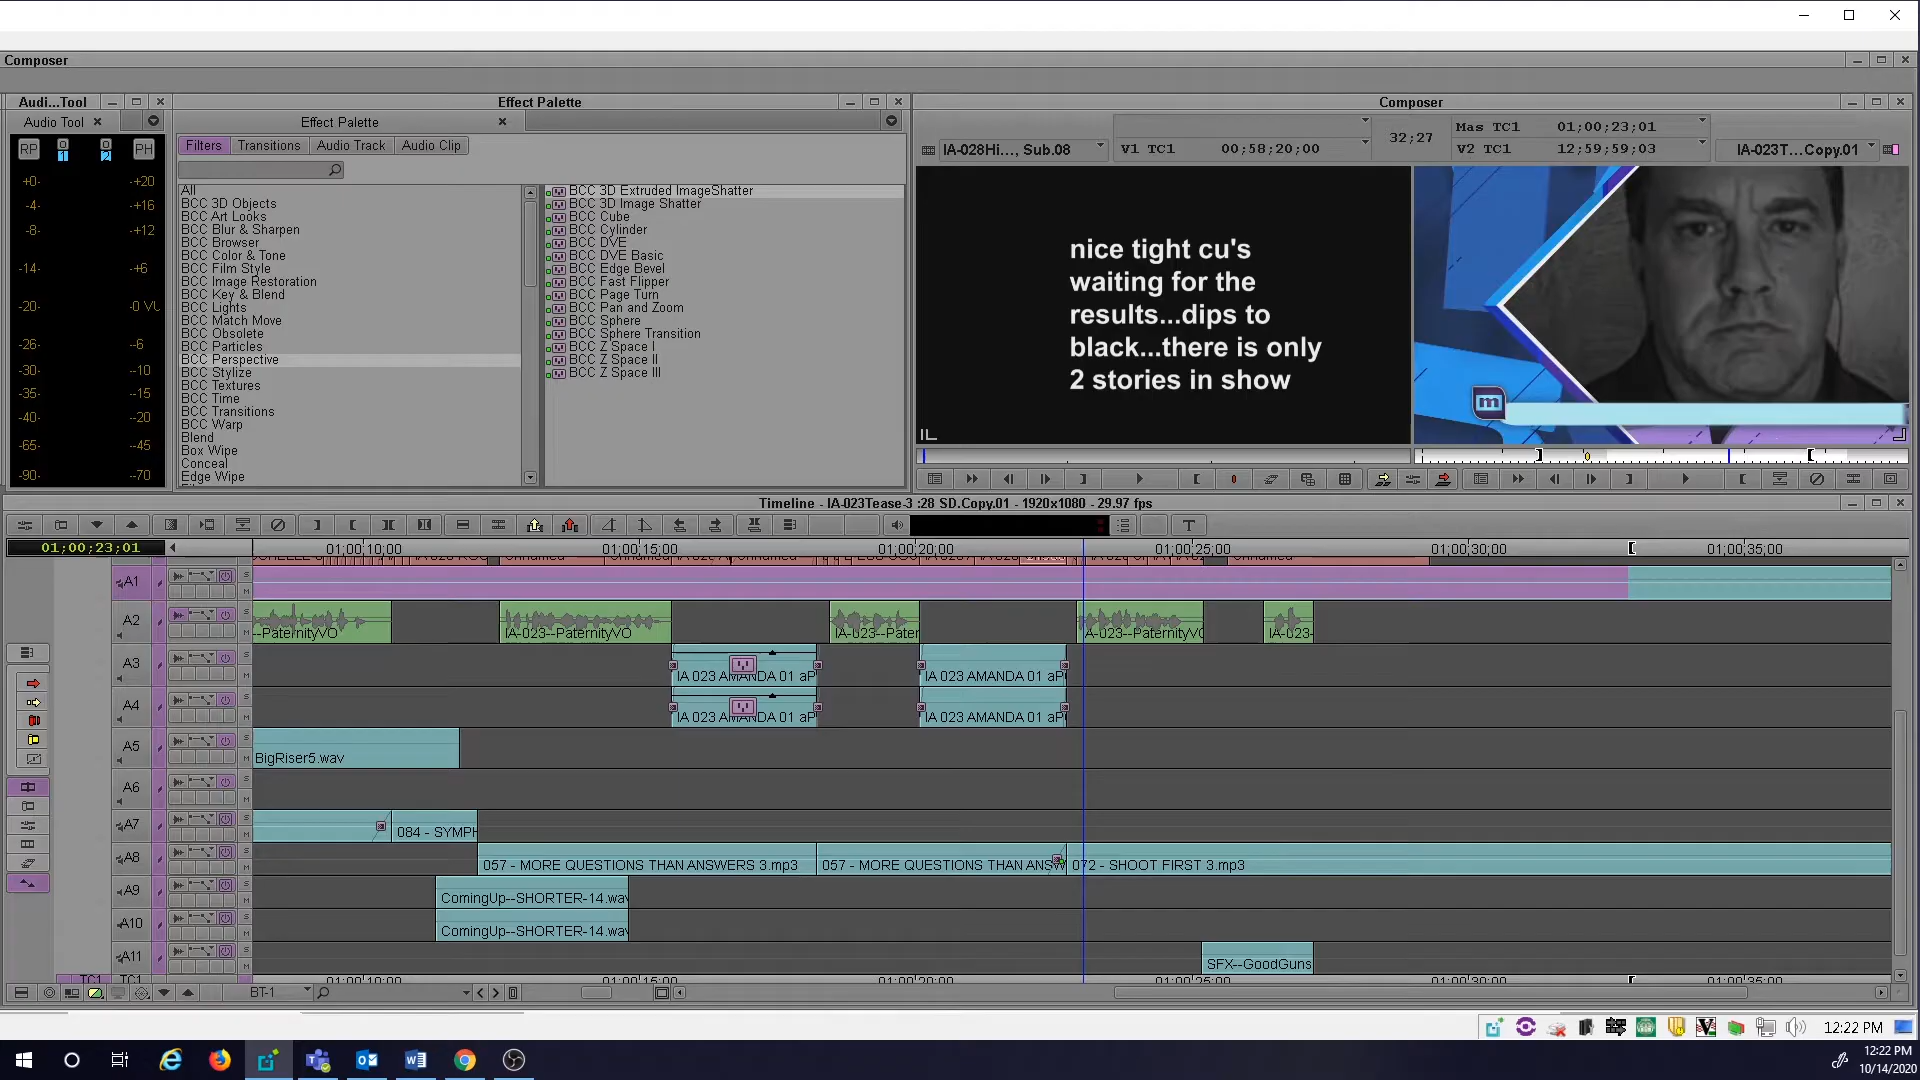 Composer
Audi...Tool
Effect Palette
Composer
Audio Tool
Effect Palette
Filters Transitions Audio Track Audio Clip
IA-028Hi..., Sub.08
V1 TC1 00;58;20;00
32;27
Mas TC1 01;00;23;01
V2 TC1 12;59;59;03
IA-023T...Copy.01
RP
PH
+0- -+20
-4- -+16
-8- -+12
-14- -+6
-20- -0 VU
-26- --6
-30- --10
-35- --15
-40- --20
-65- --45
-90- --70
All
BCC 3D Objects
BCC Art Looks
BCC Blur & Sharpen
BCC Browser
BCC Color & Tone
BCC Film Style
BCC Image Restoration
BCC Key & Blend
BCC Lights
BCC Match Move
BCC Obsolete
BCC Particles
BCC Perspective
BCC Stylize
BCC Textures
BCC Time
BCC Transitions
BCC Warp
Blend
Box Wipe
Conceal
Edge Wipe
BCC 3D Extruded ImageShatter
BCC 3D Image Shatter
BCC Cube
BCC Cylinder
BCC DVE
BCC DVE Basic
BCC Edge Bevel
BCC Fast Flipper
BCC Page Turn
BCC Pan and Zoom
BCC Sphere
BCC Sphere Transition
BCC Z Space I
BCC Z Space II
BCC Z Space III
nice tight cu's
waiting for the
results...dips to
black...there is only
2 stories in show
m
Timeline - IA-023Tease-3 :28 SD.Copy.01 - 1920x1080 - 29.97 fps
01;00;23;01
01;00;10;00 01;00;15;00 01;00;20;00 01;00;25;00 01;00;30;00 01;00;35;00
A1
A2
--PaternityVO IA-023--PaternityVO IA-023--Pater A-023--PaternityVO IA-023-
A3
IA 023 AMANDA 01 aP IA 023 AMANDA 01 aP
A4
IA 023 AMANDA 01 aP IA 023 AMANDA 01 aP
A5
BigRiser5.wav
A6
A7
084 - SYMPH
A8
057 - MORE QUESTIONS THAN ANSWERS 3.mp3 057 - MORE QUESTIONS THAN ANSW 072 - SHOOT FIRST 3.mp3
A9
ComingUp--SHORTER-14.wav
A10
ComingUp--SHORTER-14.wav
A11
SFX--GoodGuns
TC1 TC1 01;00;10;00 01;00;15;00 01;00;20;00 01;00;25;00 01;00;30;00 01;00;35;00
BT-1
12:22 PM
12:22 PM
10/14/2020